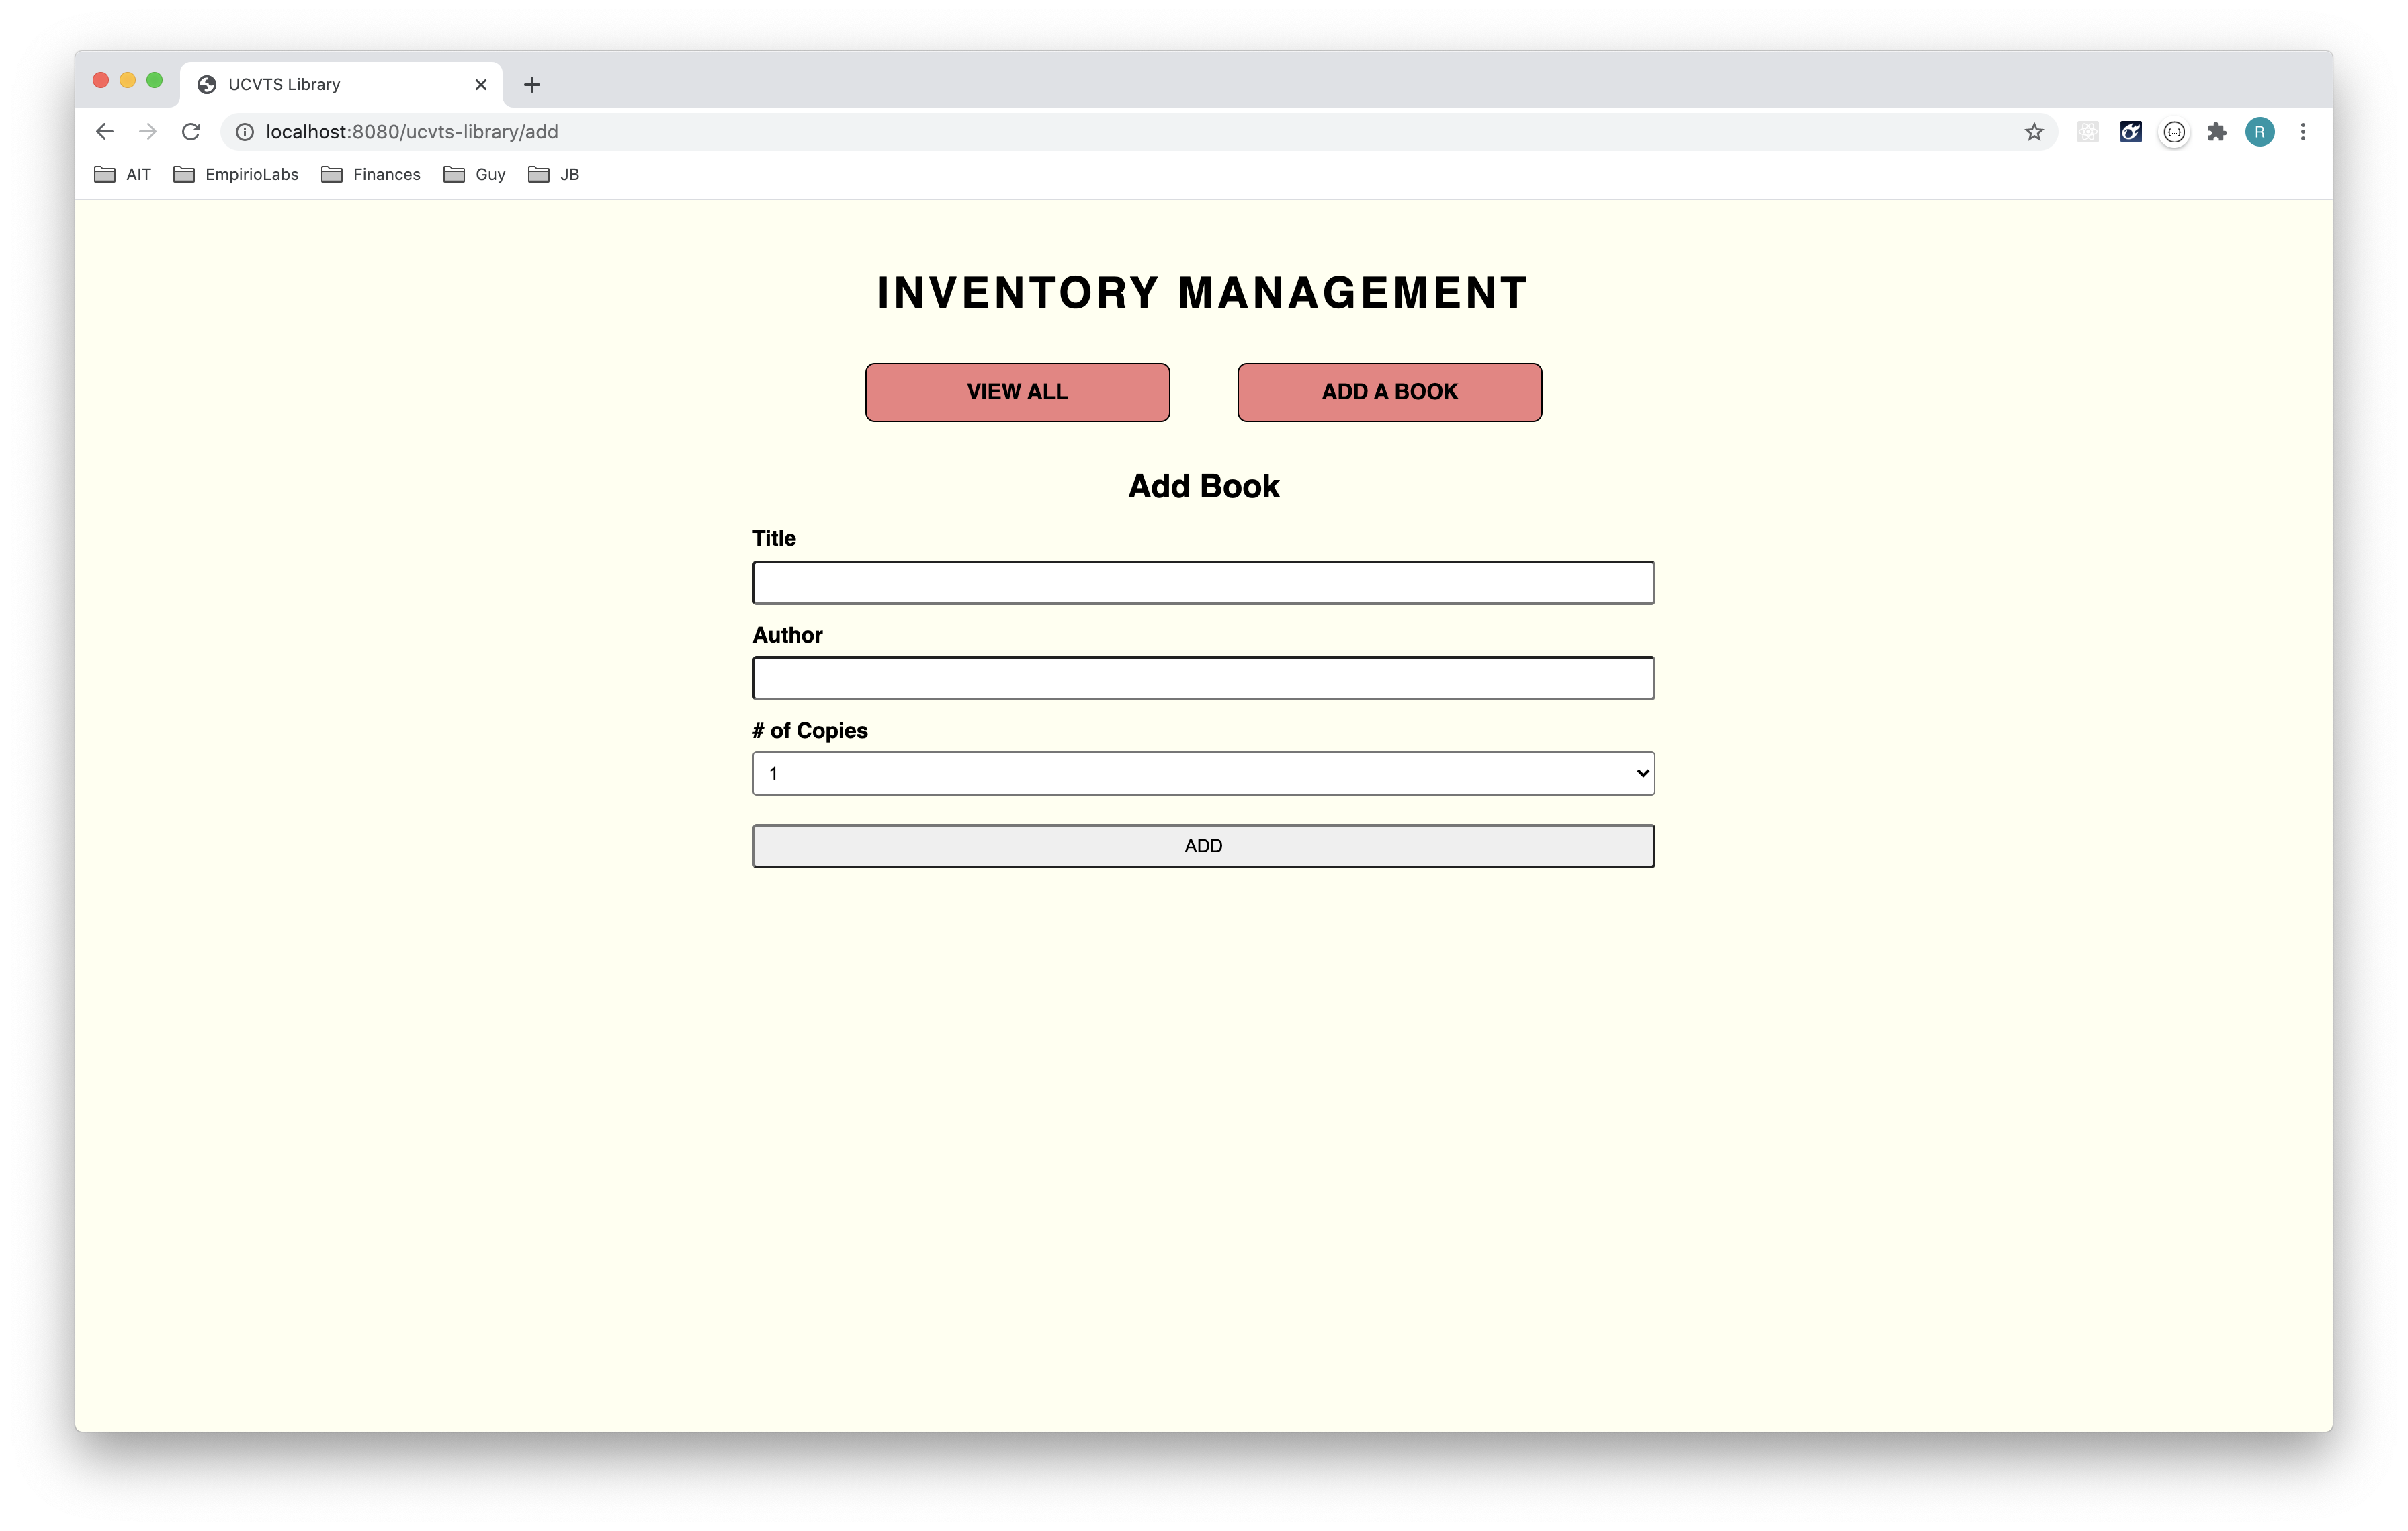 UCVTS Library
localhost:8080/ucvts-library/add
R
AIT EmpirioLabs Finances Guy JB
INVENTORY MANAGEMENT
VIEW ALL ADD A BOOK
Add Book
Title
Author
# of Copies
1
ADD